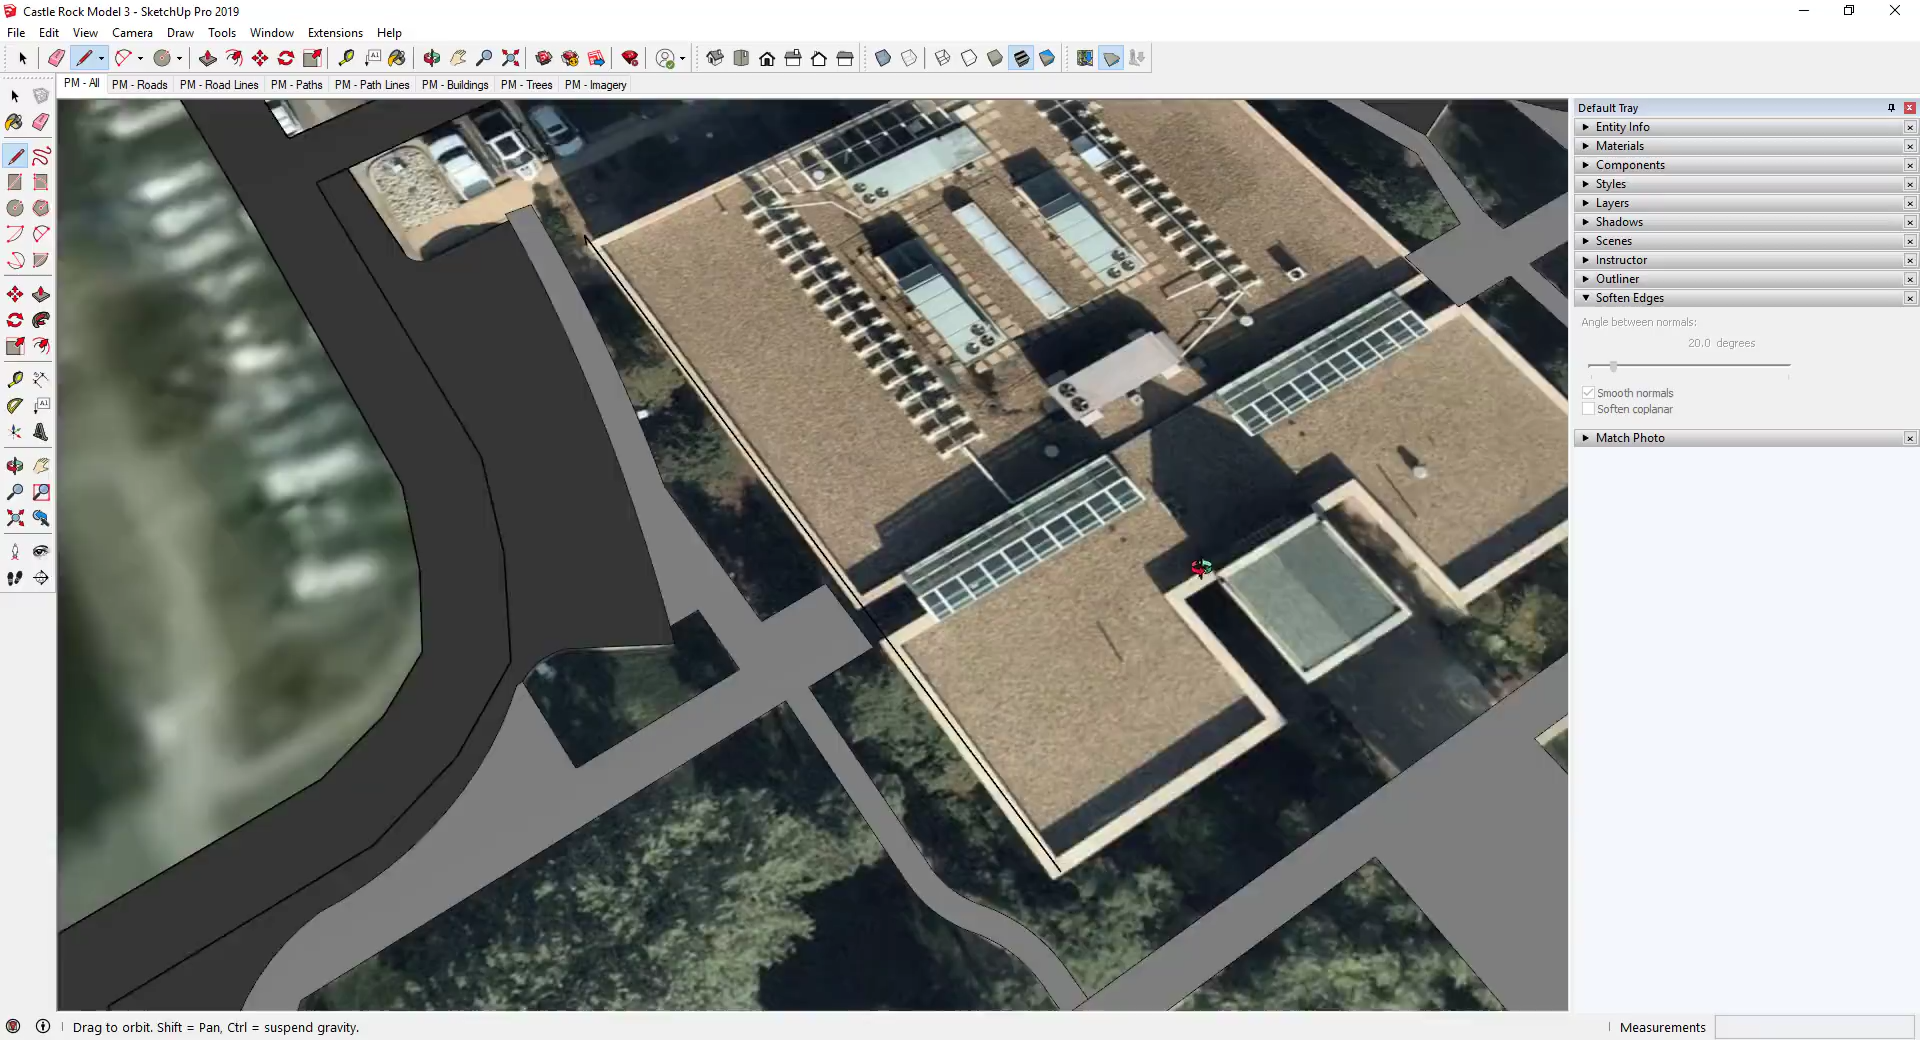 Castle Rock Model 3 - SketchUp Pro 2019
File Edit View Camera Draw Tools Window Extensions Help
PM - All PM - Roads PM - Road Lines PM - Paths PM - Path Lines PM - Buildings PM - Trees PM - Imagery
Default Tray
Entity Info
Materials
Components
Styles
Layers
Shadows
Scenes
Instructor
Outliner
Soften Edges
Angle between normals:
20.0 degrees
Smooth normals
Soften coplanar
Match Photo
Drag to orbit. Shift = Pan, Ctrl = suspend gravity.
Measurements